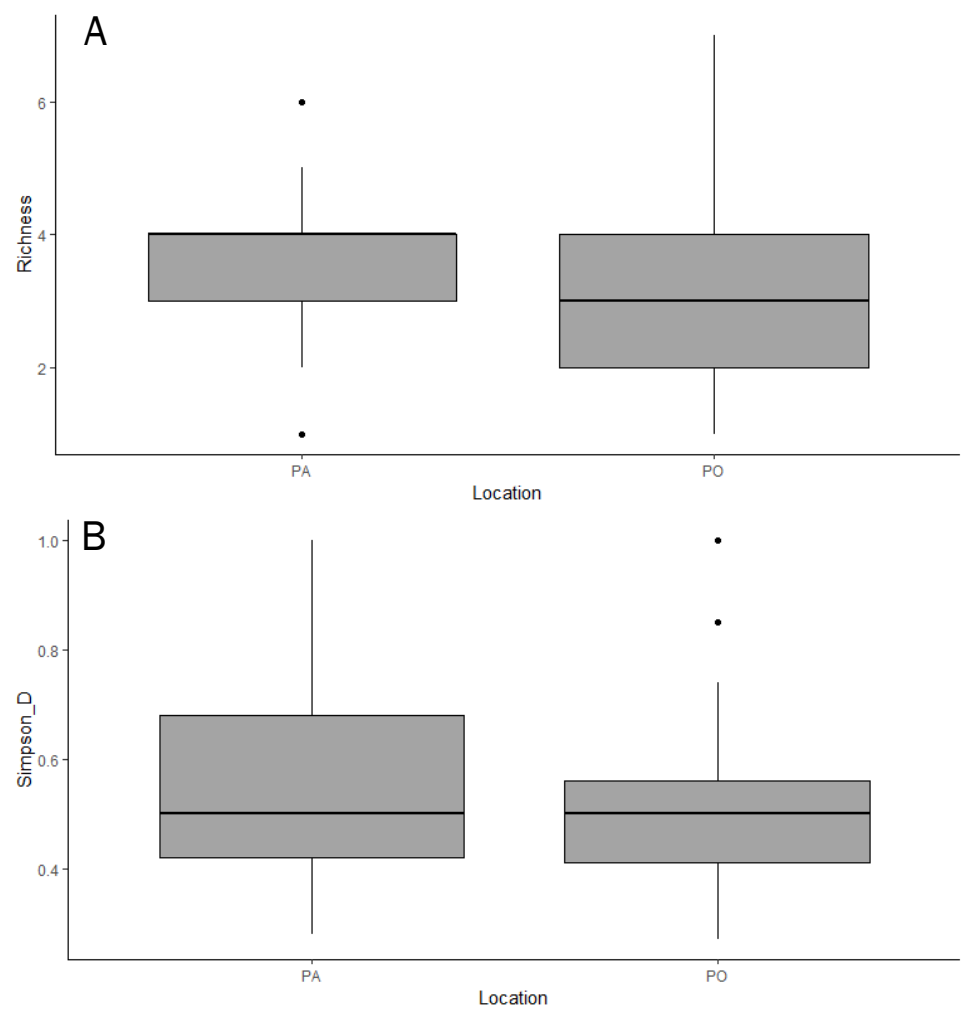 A
6
4
2
Richness
PA PO
Location
B
1.0
0.8
0.6
0.4
Simpson_D
PA PO
Location